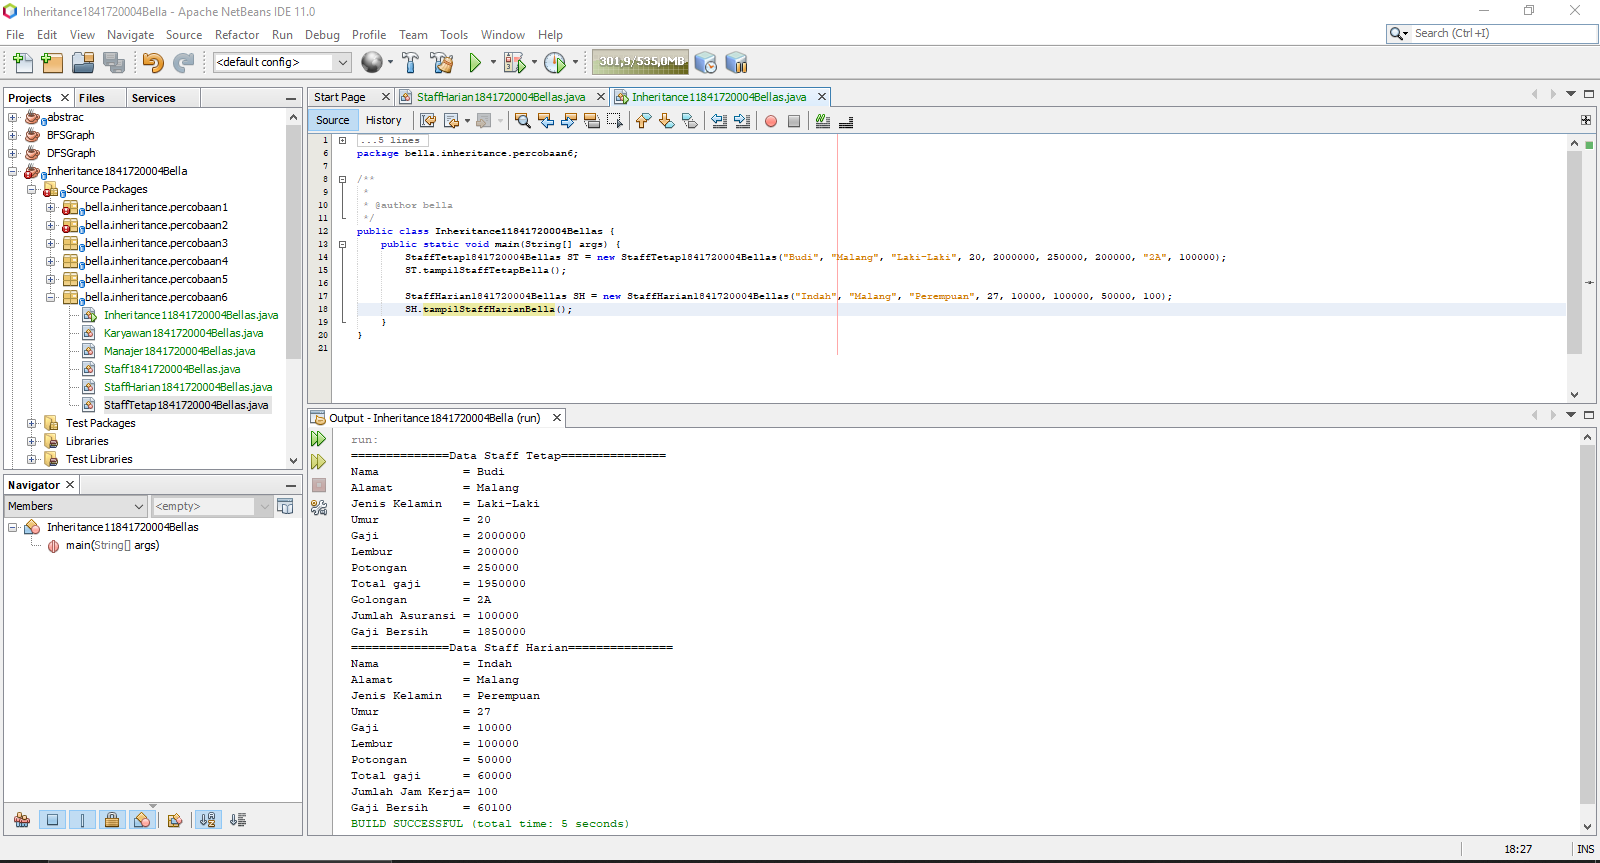 Inheritance1841720004Bella - Apache NetBeans IDE 11.0
File Edit View Navigate Source Refactor Run Debug Profile Team Tools Window Help
Search (Ctrl+I)
<default config>
301,9/535,0MB
Projects Files Services
abstrac
BFSGraph
DFSGraph
Inheritance1841720004Bella
Source Packages
bella.inheritance.percobaan1
bella.inheritance.percobaan2
bella.inheritance.percobaan3
bella.inheritance.percobaan4
bella.inheritance.percobaan5
bella.inheritance.percobaan6
Inheritance11841720004Bellas.java
Karyawan1841720004Bellas.java
Manajer1841720004Bellas.java
Staff1841720004Bellas.java
StaffHarian1841720004Bellas.java
StaffTetap1841720004Bellas.java
Test Packages
Libraries
Test Libraries
Navigator
Members
<empty>
Inheritance11841720004Bellas
main(String[] args)
Start Page StaffHarian1841720004Bellas.java Inheritance11841720004Bellas.java
Source History
1 ...5 lines
6 package bella.inheritance.percobaan6;
7
8 /**
9 *
10 * @author bella
11 */
12 public class Inheritance11841720004Bellas {
13 public static void main(String[] args) {
14 StaffTetap1841720004Bellas ST = new StaffTetap1841720004Bellas("Budi", "Malang", "Laki-Laki", 20, 2000000, 250000, 200000, "2A", 100000);
15 ST.tampilStaffTetapBella();
16
17 StaffHarian1841720004Bellas SH = new StaffHarian1841720004Bellas("Indah", "Malang", "Perempuan", 27, 10000, 100000, 50000, 100);
18 SH.tampilStaffHarianBella();
19 }
20 }
21
Output - Inheritance1841720004Bella (run)
run:
==============Data Staff Tetap===============
Nama = Budi
Alamat = Malang
Jenis Kelamin = Laki-Laki
Umur = 20
Gaji = 2000000
Lembur = 200000
Potongan = 250000
Total gaji = 1950000
Golongan = 2A
Jumlah Asuransi = 100000
Gaji Bersih = 1850000
==============Data Staff Harian===============
Nama = Indah
Alamat = Malang
Jenis Kelamin = Perempuan
Umur = 27
Gaji = 10000
Lembur = 100000
Potongan = 50000
Total gaji = 60000
Jumlah Jam Kerja= 100
Gaji Bersih = 60100
BUILD SUCCESSFUL (total time: 5 seconds)
18:27 INS